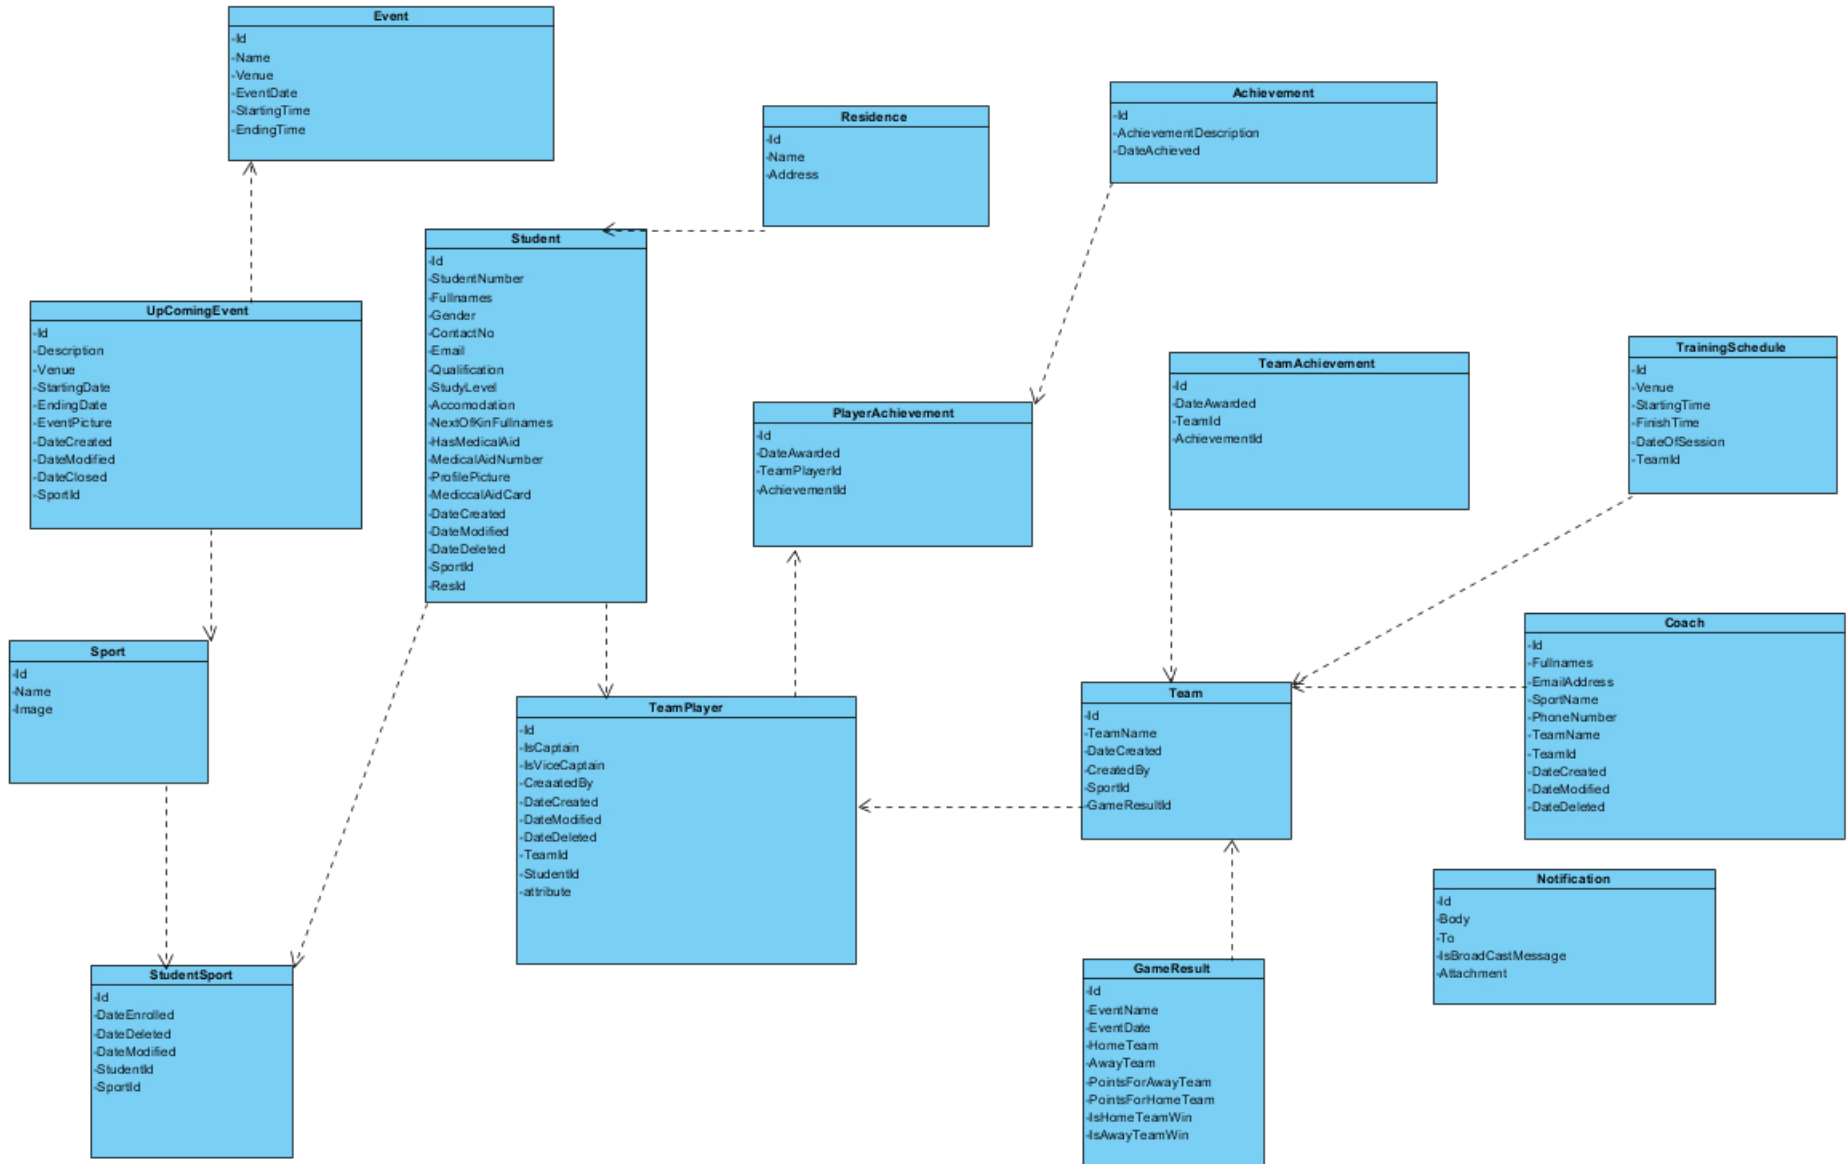 Event
-Id
-Name
-Venue
-EventDate
-StartingTime
-EndingTime
Achievement
-Id
-AchievementDescription
-DateAchieved
Residence
-Id
-Name
-Address
Student
-Id
-StudentNumber
-Fullnames
-Gender
-ContactNo
-Email
-Qualification
-StudyLevel
-Accomodation
-NextOfKinFullnames
-HasMedicalAid
-MedicalAidNumber
-ProfilePicture
-MediccalAidCard
-DateCreated
-DateModified
-DateDeleted
-SportId
-ResId
UpComingEvent
-Id
-Description
-Venue
-StartingDate
-EndingDate
-EventPicture
-DateCreated
-DateModified
-DateClosed
-SportId
TrainingSchedule
-Id
-Venue
-StartingTime
-FinishTime
-DateOfSession
-TeamId
TeamAchievement
-Id
-DateAwarded
-TeamId
-AchievementId
PlayerAchievement
-Id
-DateAwarded
-TeamPlayerId
-AchievementId
Coach
-Id
-Fullnames
-EmailAddress
-SportName
-PhoneNumber
-TeamName
-TeamId
-DateCreated
-DateModified
-DateDeleted
Sport
-Id
-Name
-Image
Team
-Id
-TeamName
-DateCreated
-CreatedBy
-SportId
-GameResultId
TeamPlayer
-Id
-IsCaptain
-IsViceCaptain
-CreaatedBy
-DateCreated
-DateModified
-DateDeleted
-TeamId
-StudentId
-attribute
Notification
-Id
-Body
-To
-IsBroadCastMessage
-Attachment
GameResult
-Id
-EventName
-EventDate
-HomeTeam
-AwayTeam
-PointsForAwayTeam
-PointsForHomeTeam
-IsHomeTeamWin
-IsAwayTeamWin
StudentSport
-Id
-DateEnrolled
-DateDeleted
-DateModified
-StudentId
-SportId